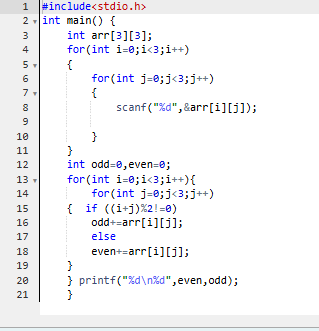 1 #include<stdio.h>
2 int main() {
3 int arr[3][3];
4 for(int i=0;i<3;i++)
5 {
6 for(int j=0;j<3;j++)
7 {
8 scanf("%d",&arr[i][j]);
9
10 }
11 }
12 int odd=0,even=0;
13 for(int i=0;i<3;i++){
14 for(int j=0;j<3;j++)
15 { if ((i+j)%2!=0)
16 odd+=arr[i][j];
17 else
18 even+=arr[i][j];
19 }
20 } printf("%d\n%d",even,odd);
21 }